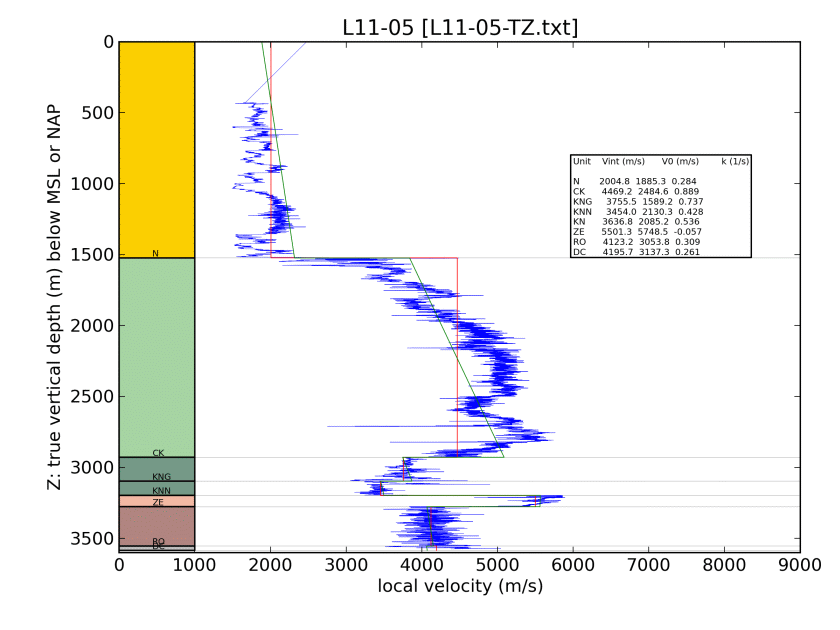 L11-05 [L11-05-TZ.txt]
Z: true vertical depth (m) below MSL or NAP
0
500
1000
1500
2000
2500
3000
3500
N
CK
KNG
KNN
ZE
RO
DC
Unit Vint (m/s) V0 (m/s) k (1/s)
N 2004.8 1885.3 0.284
CK 4469.2 2484.6 0.889
KNG 3755.5 1589.2 0.737
KNN 3454.0 2130.3 0.428
KN 3636.8 2085.2 0.536
ZE 5501.3 5748.5 -0.057
RO 4123.2 3053.8 0.309
DC 4195.7 3137.3 0.261
0 1000 2000 3000 4000 5000 6000 7000 8000 9000
local velocity (m/s)